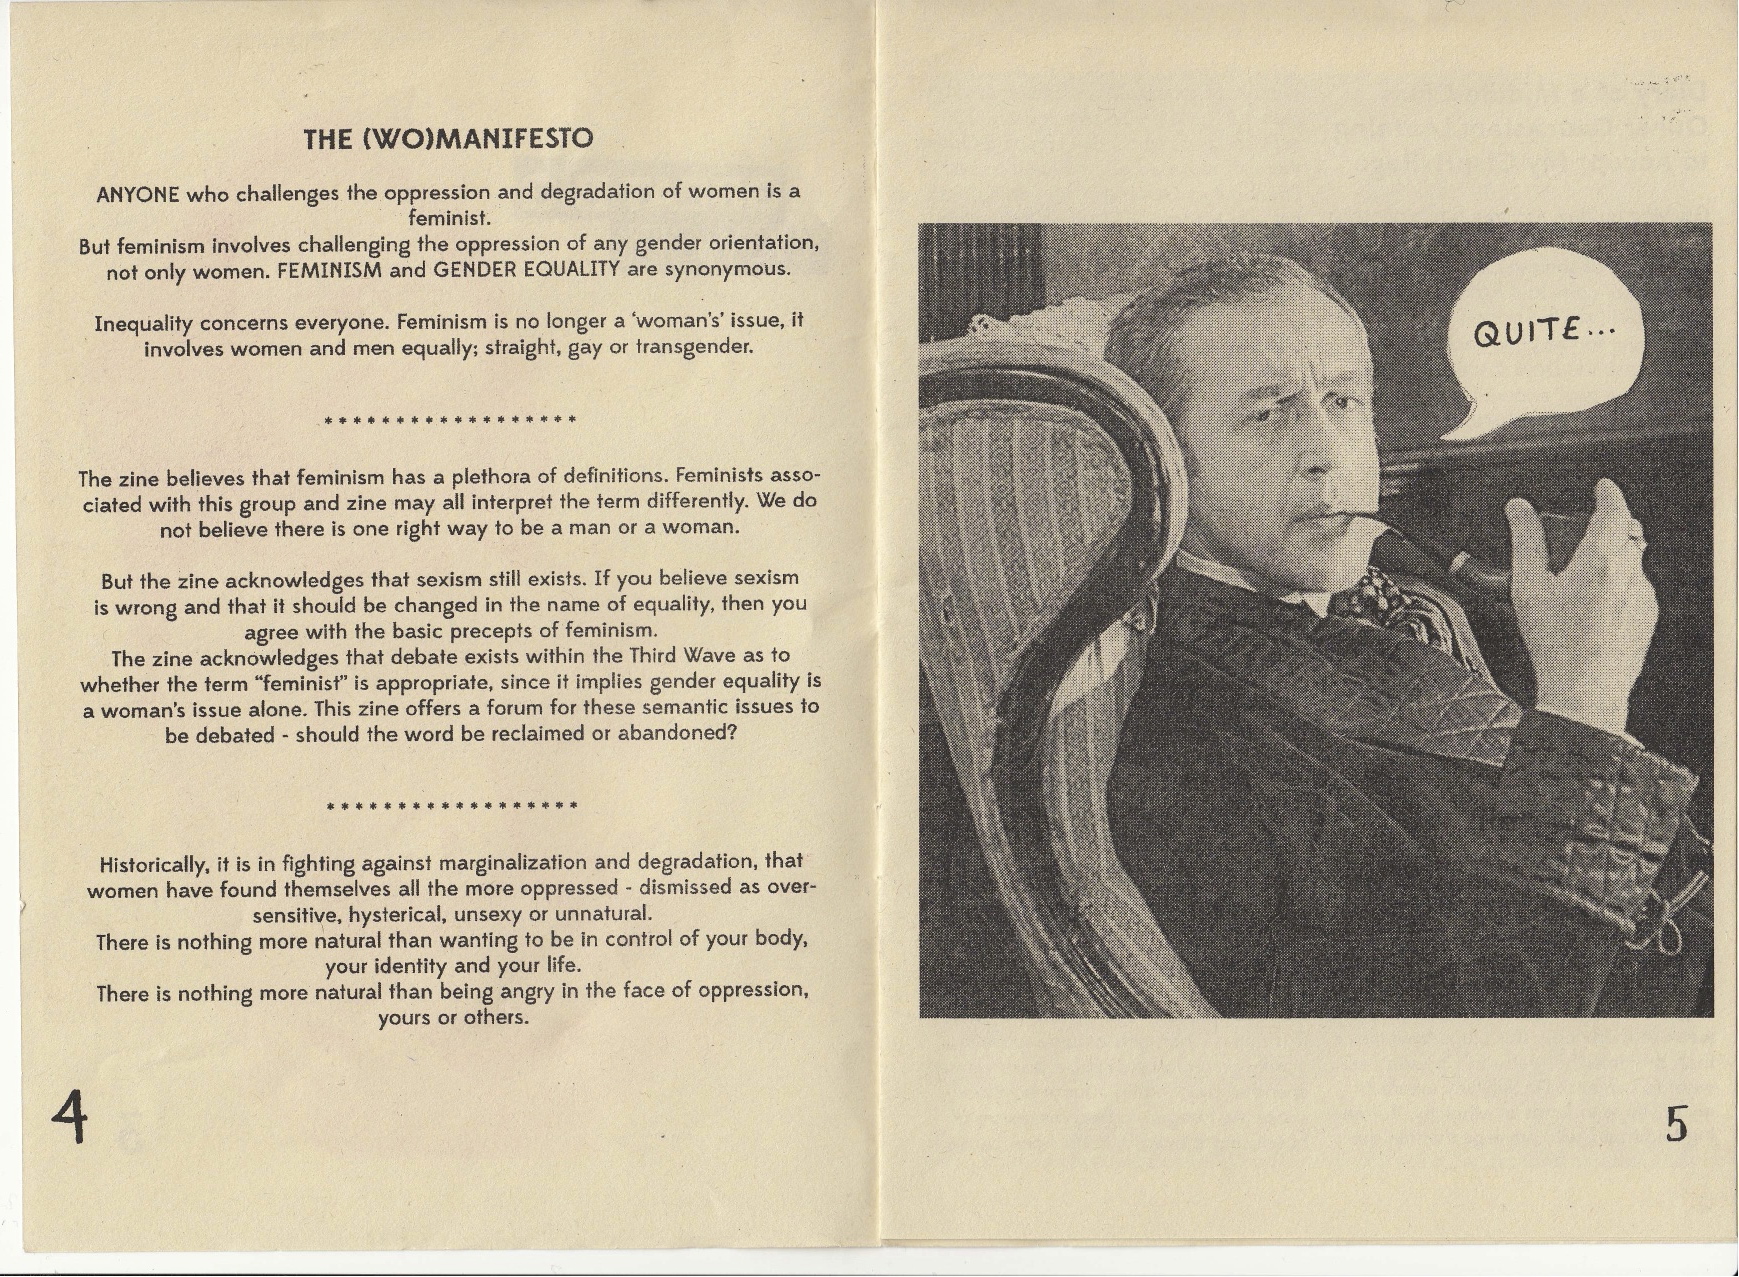 THE (WO)MANIFESTO
ANYONE who challenges the oppression and degradation of women is a
feminist.
But feminism involves challenging the oppression of any gender orientation,
not only women. FEMINISM and GENDER EQUALITY are synonymous.
Inequality concerns everyone. Feminism is no longer a 'woman's' issue, it
involves women and men equally; straight, gay or transgender.
* * * * * * * * * * * * * * * * * *
The zine believes that feminism has a plethora of definitions. Feminists asso-
ciated with this group and zine may all interpret the term differently. We do
not believe there is one right way to be a man or a woman.
But the zine acknowledges that sexism still exists. If you believe sexism
is wrong and that it should be changed in the name of equality, then you
agree with the basic precepts of feminism.
The zine acknowledges that debate exists within the Third Wave as to
whether the term "feminist" is appropriate, since it implies gender equality is
a woman's issue alone. This zine offers a forum for these semantic issues to
be debated - should the word be reclaimed or abandoned?
* * * * * * * * * * * * * * * * * *
Historically, it is in fighting against marginalization and degradation, that
women have found themselves all the more oppressed - dismissed as over-
sensitive, hysterical, unsexy or unnatural.
There is nothing more natural than wanting to be in control of your body,
your identity and your life.
There is nothing more natural than being angry in the face of oppression,
yours or others.
4
QUITE...
5